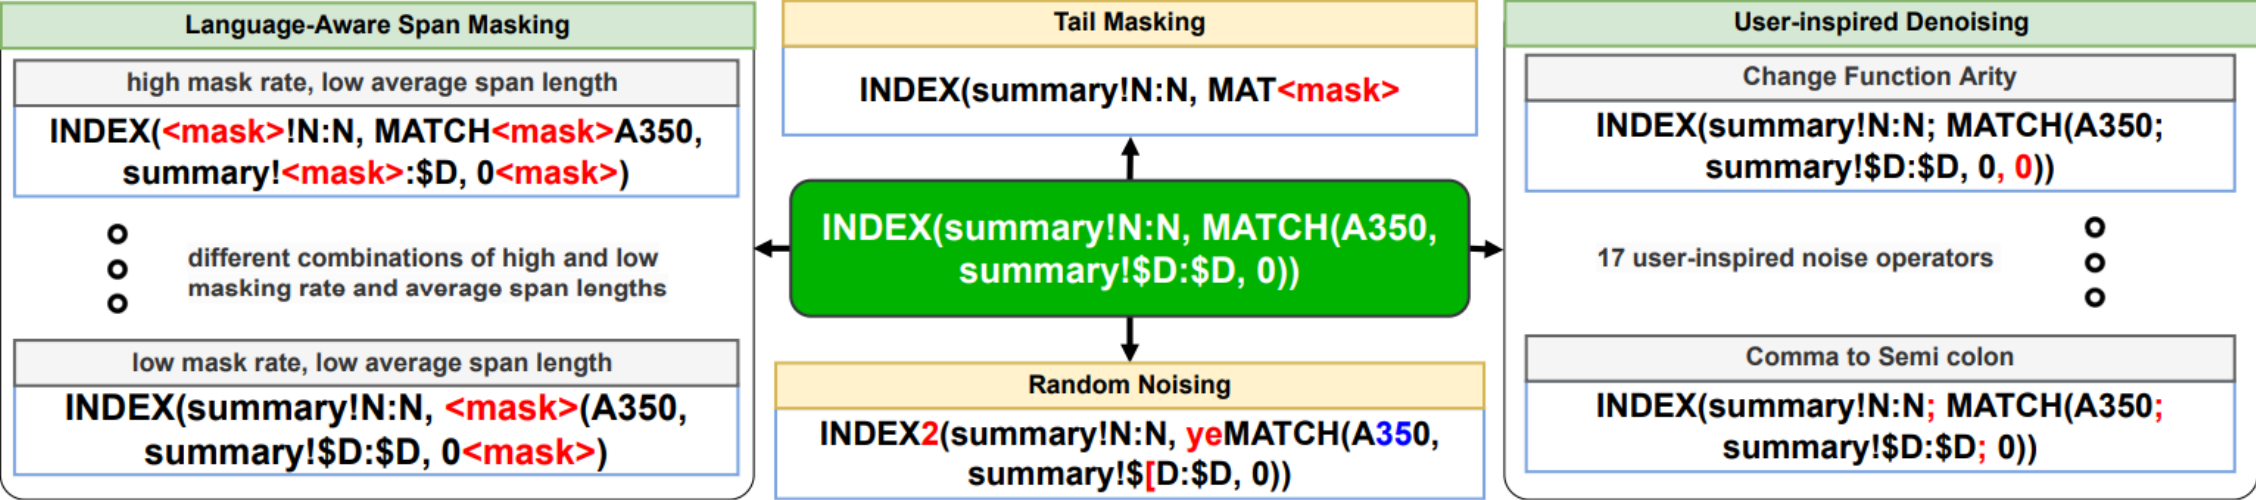 Language-Aware Span Masking
high mask rate, low average span length
INDEX(<mask>!N:N, MATCH<mask>A350,
summary!<mask>:$D, 0<mask>)
different combinations of high and low
masking rate and average span lengths
low mask rate, low average span length
INDEX(summary!N:N, <mask>(A350,
summary!$D:$D, 0<mask>)
Tail Masking
INDEX(summary!N:N, MAT<mask>
INDEX(summary!N:N, MATCH(A350,
summary!$D:$D, 0))
Random Noising
INDEX2(summary!N:N, yeMATCH(A350,
summary!$[D:$D, 0))
User-inspired Denoising
Change Function Arity
INDEX(summary!N:N; MATCH(A350;
summary!$D:$D, 0, 0))
17 user-inspired noise operators
Comma to Semi colon
INDEX(summary!N:N; MATCH(A350;
summary!$D:$D; 0))